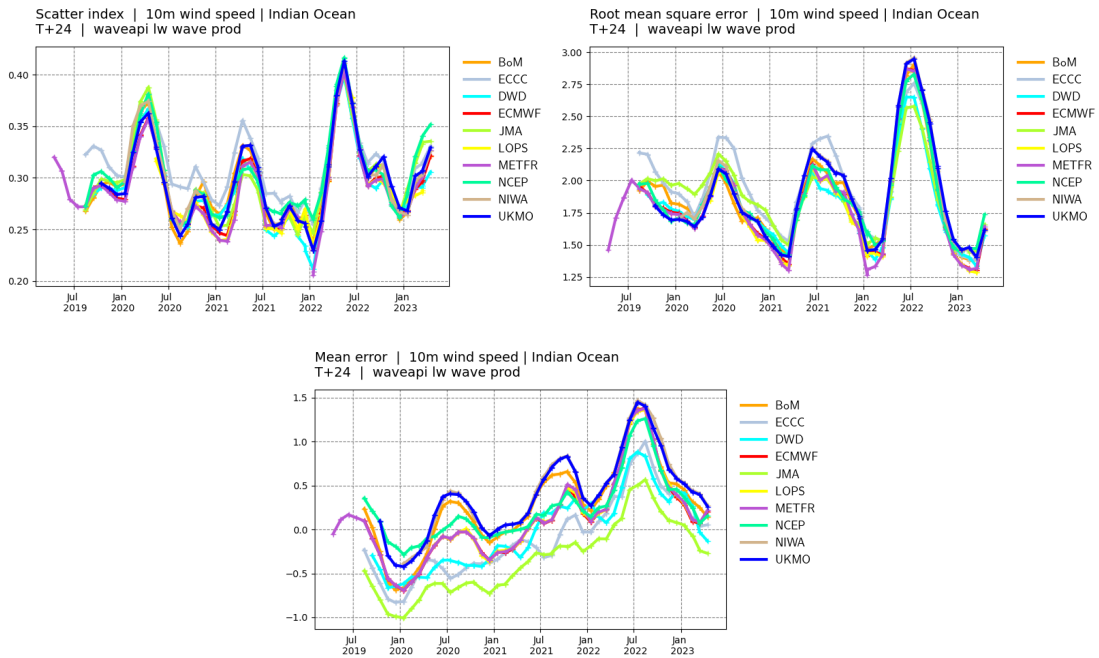 Scatter index | 10m wind speed | Indian Ocean
T+24 | waveapi lw wave prod
0.40
0.35
0.30
0.25
0.20
Jul
2019
Jan
2020
Jul
2020
Jan
2021
Jul
2021
Jan
2022
Jul
2022
Jan
2023
BoM
ECCC
DWD
ECMWF
JMA
LOPS
METFR
NCEP
NIWA
UKMO
Root mean square error | 10m wind speed | Indian Ocean
T+24 | waveapi lw wave prod
3.00
2.75
2.50
2.25
2.00
1.75
1.50
1.25
Jul
2019
Jan
2020
Jul
2020
Jan
2021
Jul
2021
Jan
2022
Jul
2022
Jan
2023
BoM
ECCC
DWD
ECMWF
JMA
LOPS
METFR
NCEP
NIWA
UKMO
Mean error | 10m wind speed | Indian Ocean
T+24 | waveapi lw wave prod
1.5
1.0
0.5
0.0
−0.5
−1.0
Jul
2019
Jan
2020
Jul
2020
Jan
2021
Jul
2021
Jan
2022
Jul
2022
Jan
2023
BoM
ECCC
DWD
ECMWF
JMA
LOPS
METFR
NCEP
NIWA
UKMO